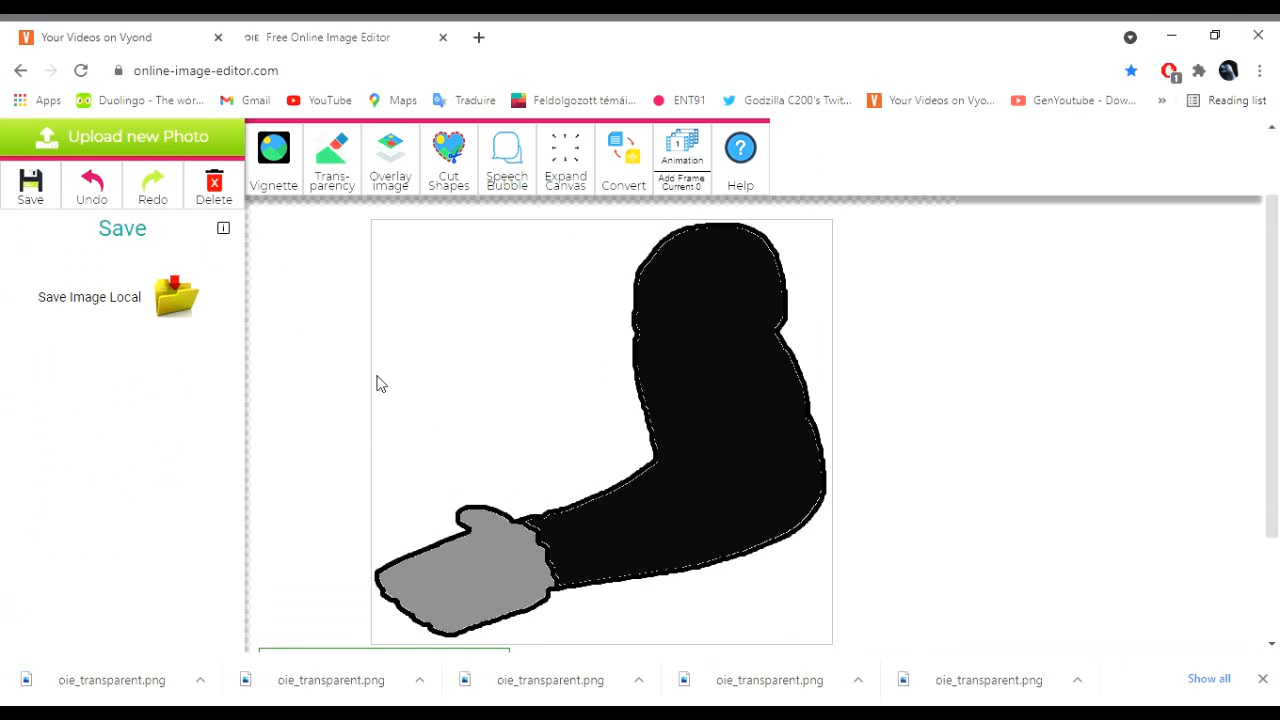 Your Videos on Vyond
OIE Free Online Image Editor
online-image-editor.com
1
Apps Duolingo - The wor... Gmail YouTube Maps Traduire Feldolgozott témái... ENT91 Godzilla C200's Twit... Your Videos on Vyo... GenYoutube - Dow... » Reading list
Upload new Photo
Save Undo Redo Delete
Vignette Trans-parency Overlay image Cut Shapes Speech Bubble Expand Canvas Convert 1 Animation Add Frame Current 0 Help
Save
Save Image Local
oie_transparent.png oie_transparent.png oie_transparent.png oie_transparent.png oie_transparent.png Show all